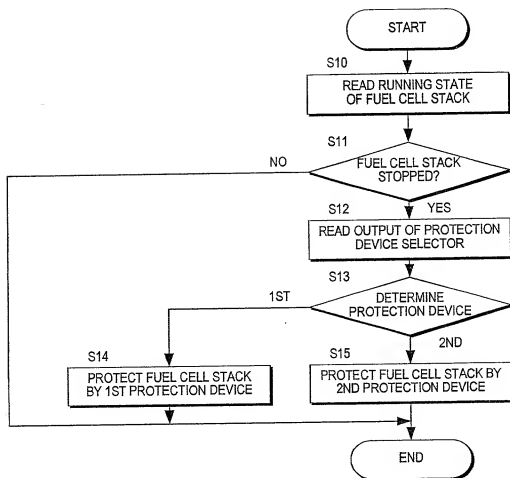 START
S10
READ RUNNING STATE
OF FUEL CELL STACK
S11
NO
FUEL CELL STACK
STOPPED?
YES
S12
READ OUTPUT OF PROTECTION
DEVICE SELECTOR
S13
1ST
DETERMINE
PROTECTION DEVICE
2ND
S14
PROTECT FUEL CELL STACK
BY 1ST PROTECTION DEVICE
S15
PROTECT FUEL CELL STACK BY
2ND PROTECTION DEVICE
END